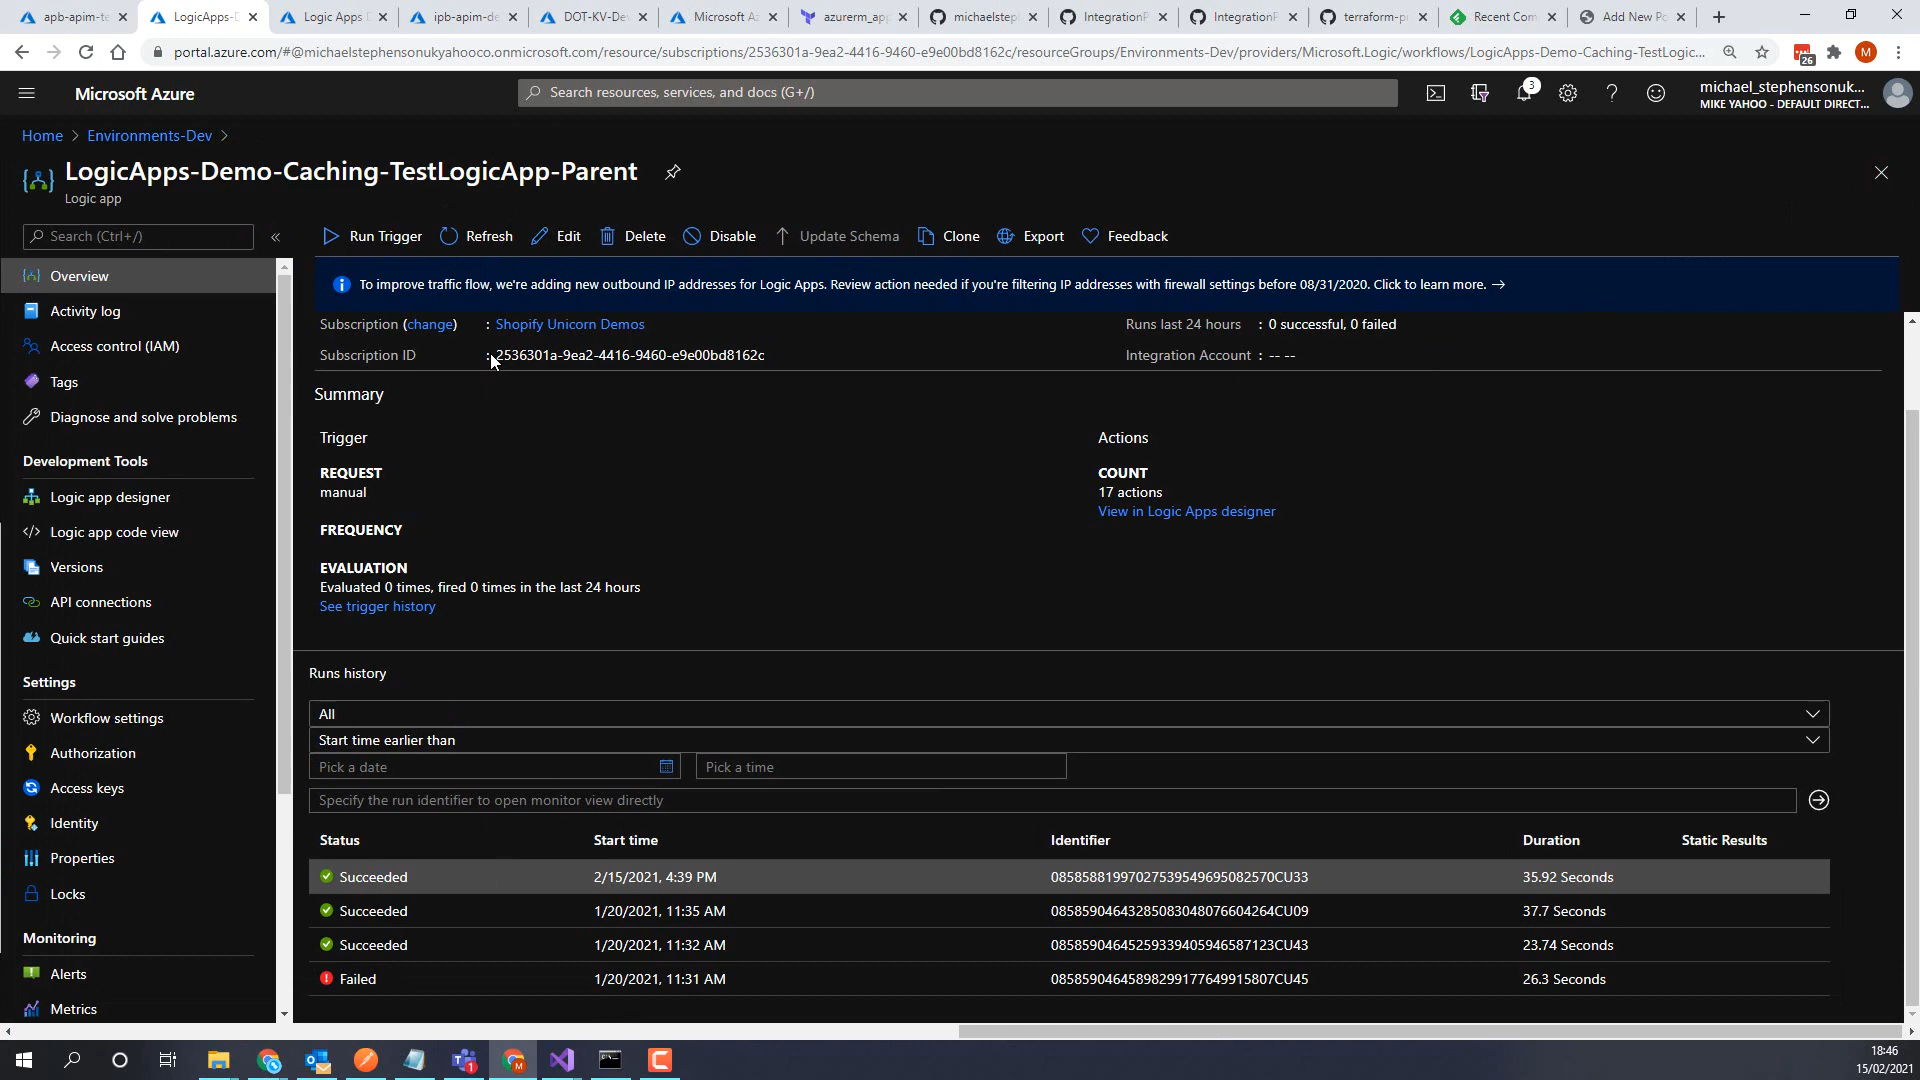 apb-apim-te
LogicApps-D
Logic Apps D
ipb-apim-de
DOT-KV-Dev
Microsoft Az
azurerm_app
michaelsteph
IntegrationP
IntegrationP
terraform-p
Recent Com
Add New Po
portal.azure.com/#@michaelstephensonukyahooco.onmicrosoft.com/resource/subscriptions/2536301a-9ea2-4416-9460-e9e00bd8162c/resourceGroups/Environments-Dev/providers/Microsoft.Logic/workflows/LogicApps-Demo-Caching-TestLogic...
26
M
Microsoft Azure
Search resources, services, and docs (G+/)
3
michael_stephensonuk...
MIKE YAHOO - DEFAULT DIRECT...
Home > Environments-Dev >
LogicApps-Demo-Caching-TestLogicApp-Parent
Logic app
Search (Ctrl+/)
«
Run Trigger
Refresh
Edit
Delete
Disable
Update Schema
Clone
Export
Feedback
To improve traffic flow, we're adding new outbound IP addresses for Logic Apps. Review action needed if you're filtering IP addresses with firewall settings before 08/31/2020. Click to learn more. →
Overview
Activity log
Access control (IAM)
Tags
Diagnose and solve problems
Development Tools
Logic app designer
Logic app code view
Versions
API connections
Quick start guides
Settings
Workflow settings
Authorization
Access keys
Identity
Properties
Locks
Monitoring
Alerts
Metrics
Subscription (change) : Shopify Unicorn Demos
Runs last 24 hours : 0 successful, 0 failed
Subscription ID : 2536301a-9ea2-4416-9460-e9e00bd8162c
Integration Account : -- --
Summary
Trigger
REQUEST
manual
FREQUENCY
EVALUATION
Evaluated 0 times, fired 0 times in the last 24 hours
See trigger history
Actions
COUNT
17 actions
View in Logic Apps designer
Runs history
All
Start time earlier than
Pick a date
Pick a time
Specify the run identifier to open monitor view directly
Status Start time Identifier Duration Static Results
Succeeded 2/15/2021, 4:39 PM 08585881997027539549695082570CU33 35.92 Seconds
Succeeded 1/20/2021, 11:35 AM 08585904643285083048076604264CU09 37.7 Seconds
Succeeded 1/20/2021, 11:32 AM 08585904645259339405946587123CU43 23.74 Seconds
Failed 1/20/2021, 11:31 AM 08585904645898299177649915807CU45 26.3 Seconds
18:46
15/02/2021